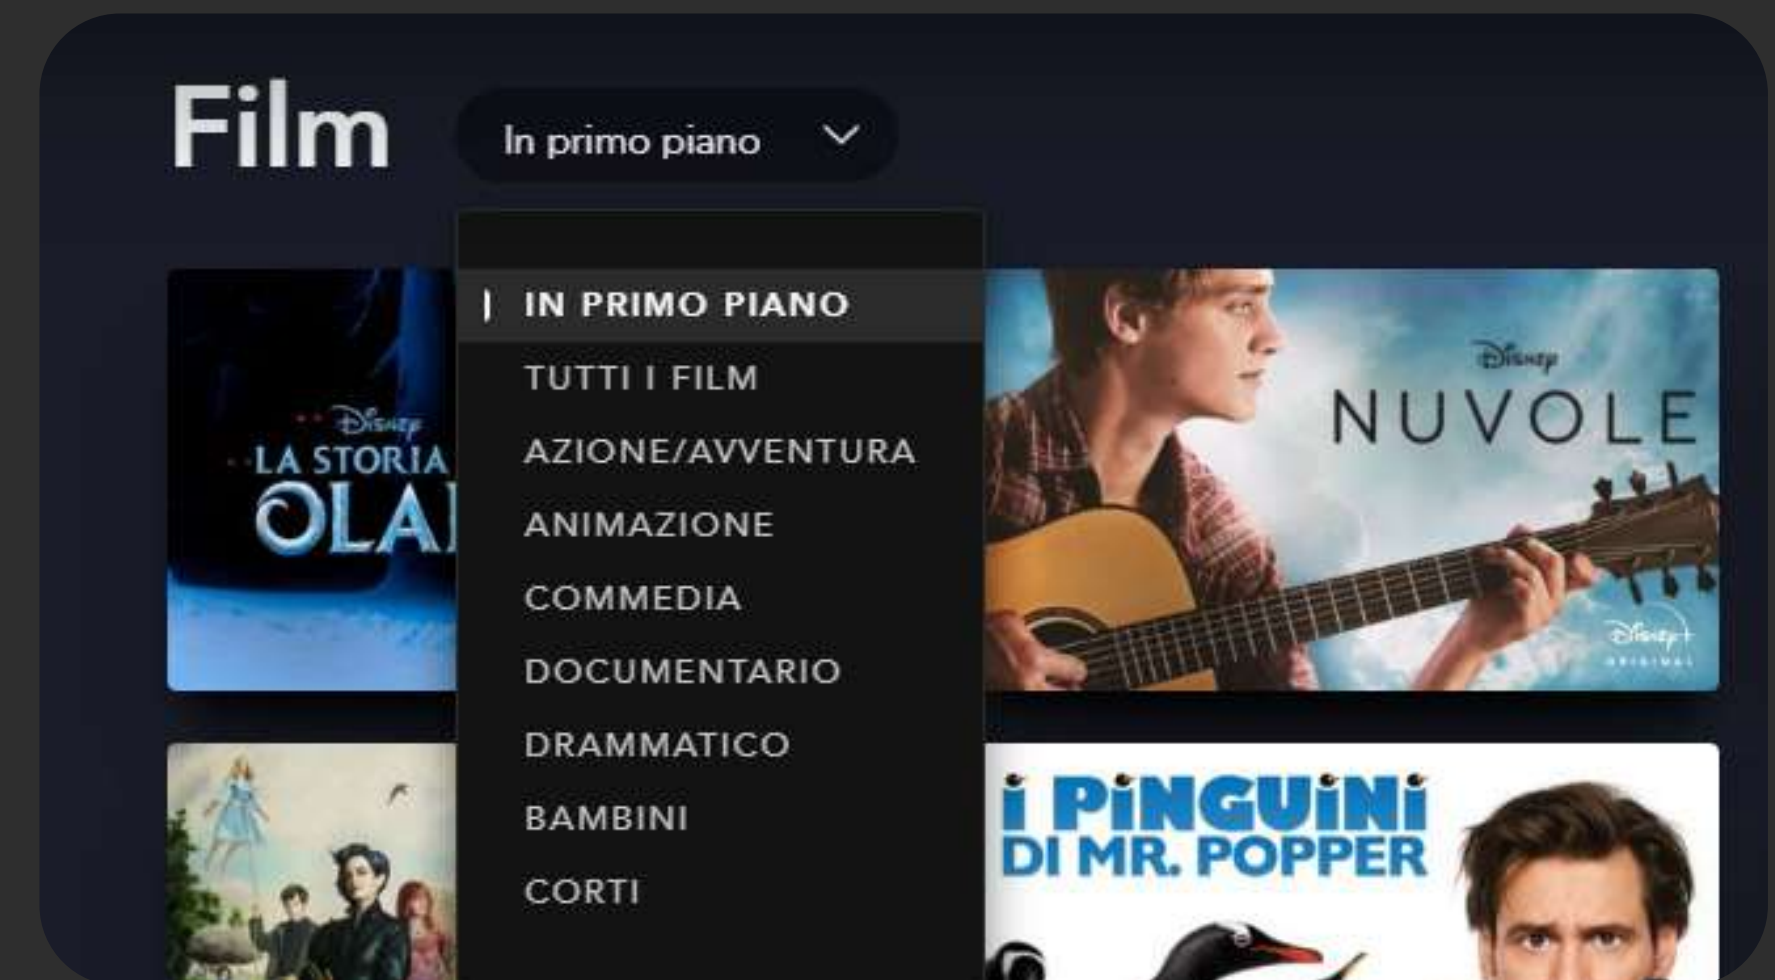 Film
In primo piano
IN PRIMO PIANO
TUTTI I FILM
AZIONE/AVVENTURA
ANIMAZIONE
COMMEDIA
DOCUMENTARIO
DRAMMATICO
BAMBINI
CORTI
Disney
LA STORIA
Disney
NUVOLE
Disney+
ORIGINAL
i PiNGUiNi
DI MR. POPPER